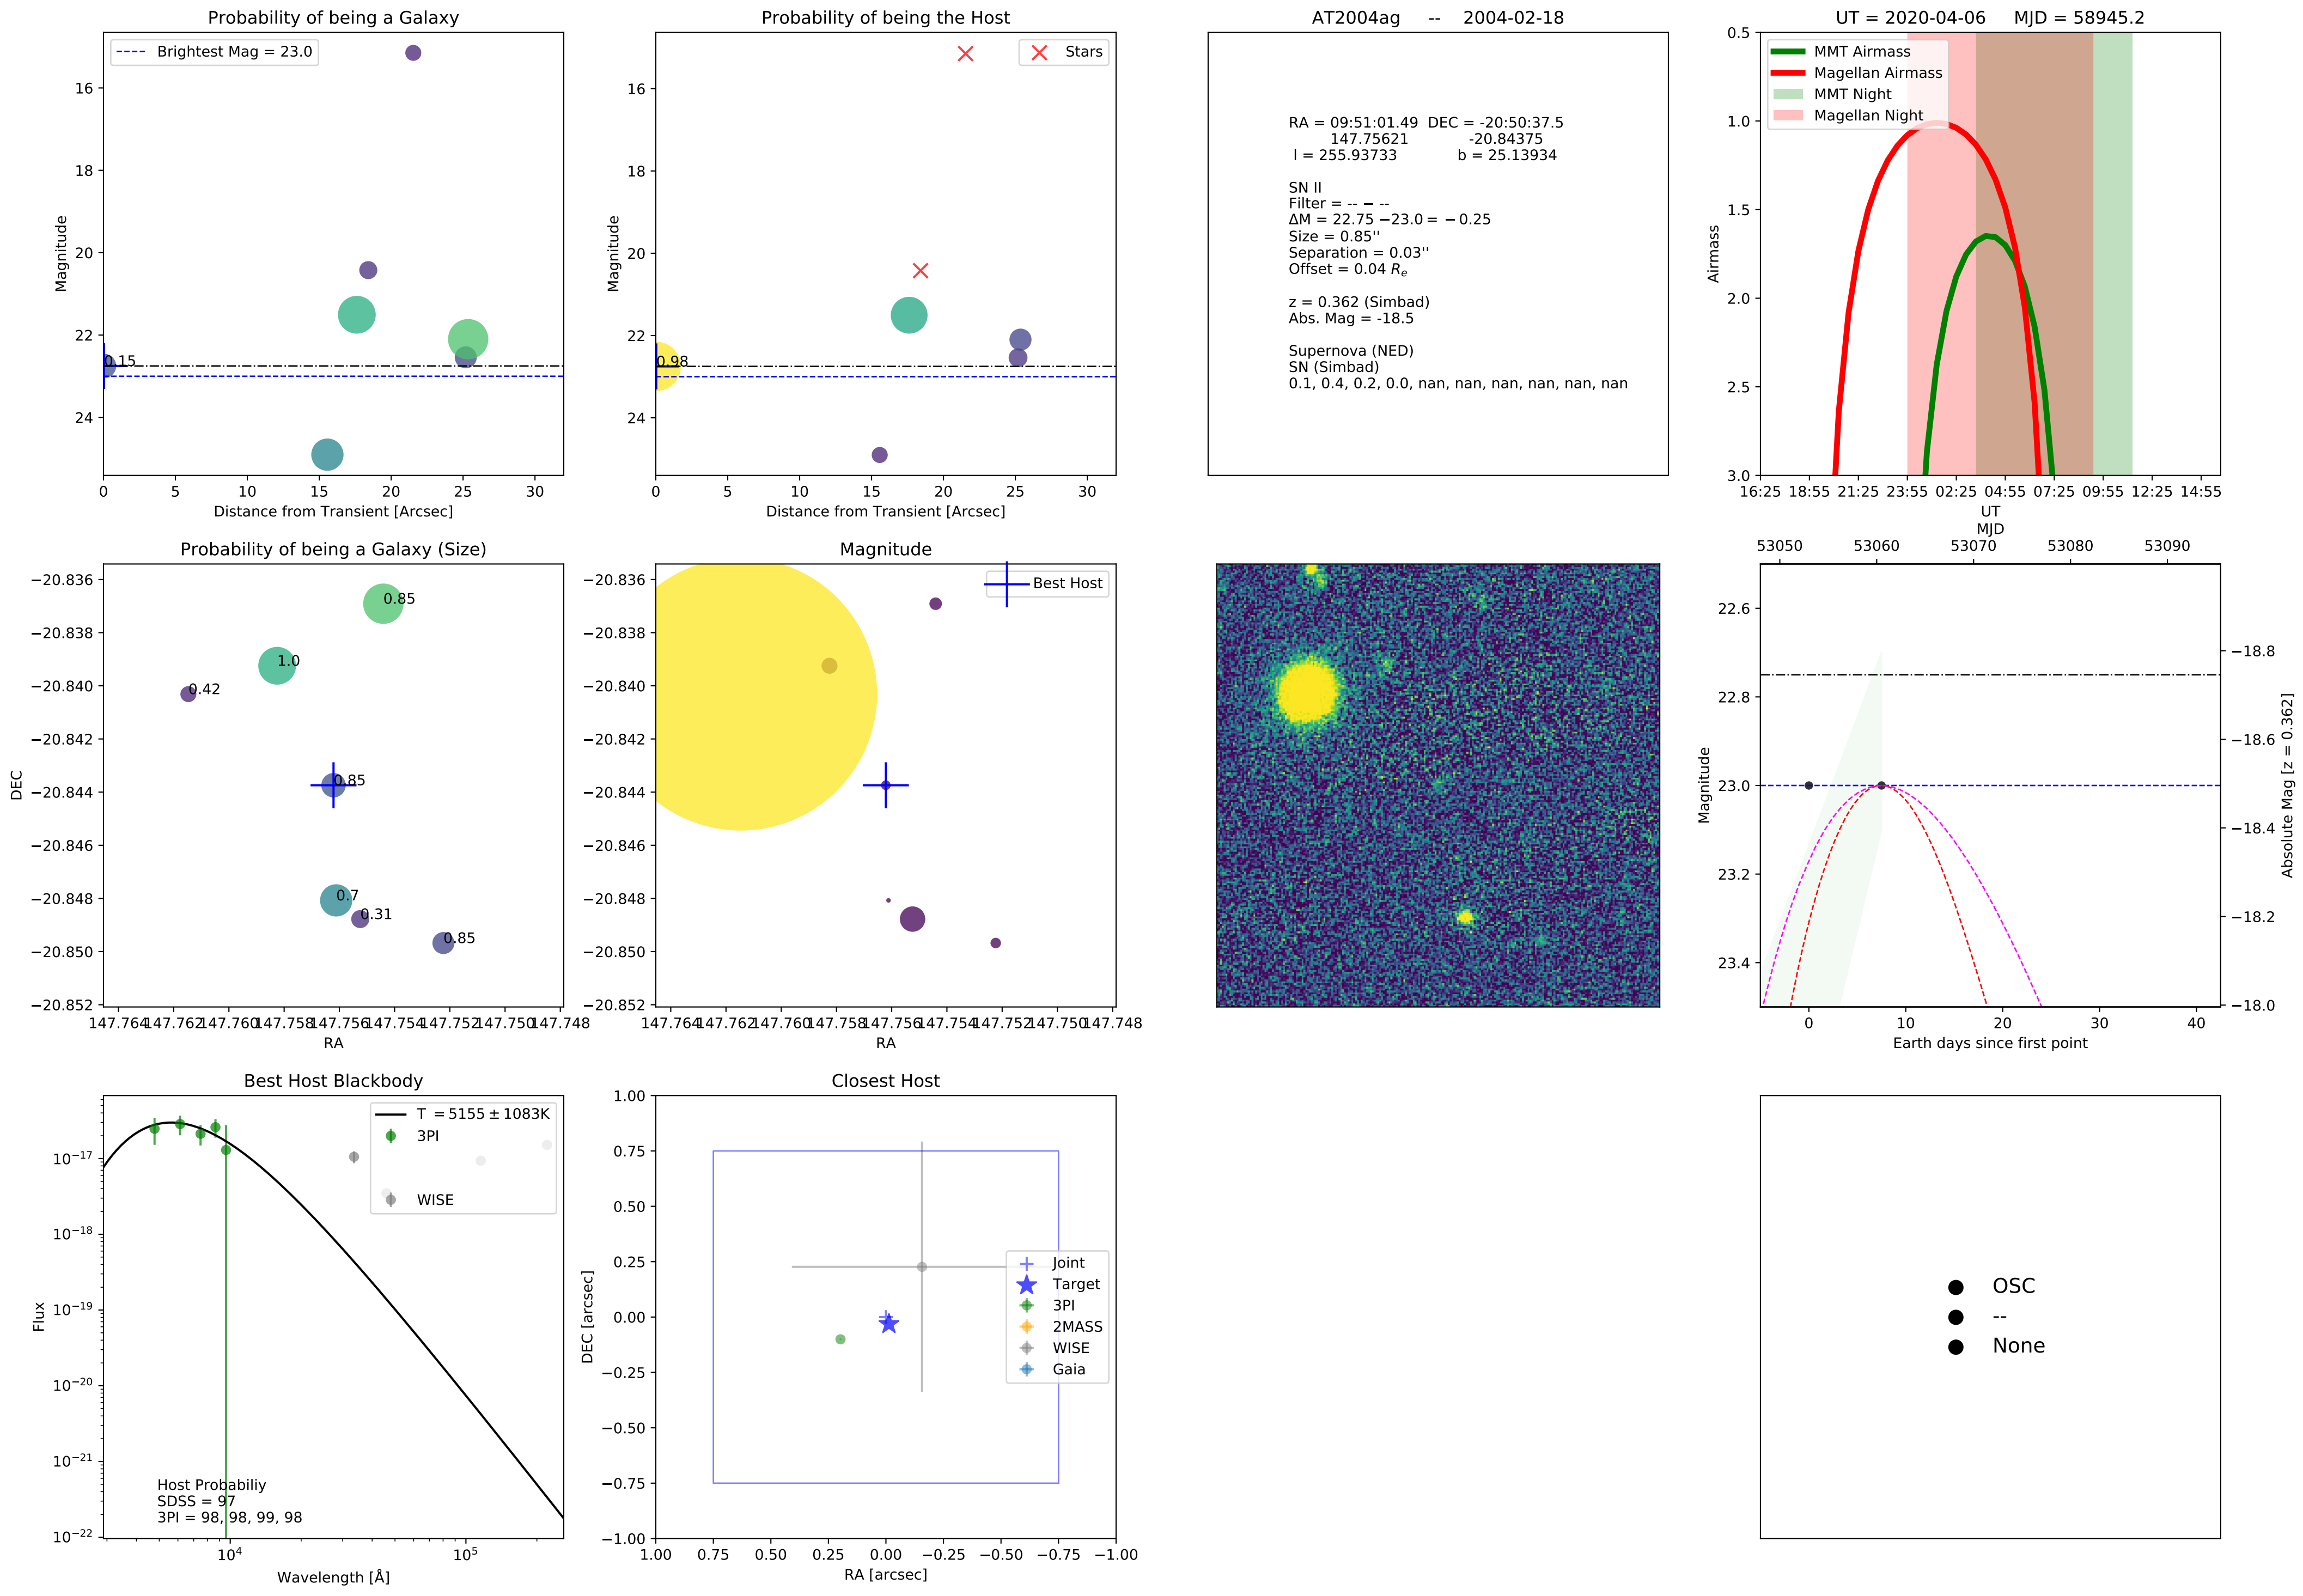 Probability of being a Galaxy
Brightest Mag = 23.0
0.15
16
18
20
22
24
Magnitude
0 5 10 15 20 25 30
Distance from Transient [Arcsec]
Probability of being the Host
Stars
0.98
16
18
20
22
24
Magnitude
0 5 10 15 20 25 30
Distance from Transient [Arcsec]
AT2004ag -- 2004-02-18
RA = 09:51:01.49 DEC = -20:50:37.5
147.75621 -20.84375
l = 255.93733 b = 25.13934
SN II
Filter = -- − --
ΔM = 22.75 −23.0 = −0.25
Size = 0.85''
Separation = 0.03''
Offset = 0.04 Re
z = 0.362 (Simbad)
Abs. Mag = -18.5
Supernova (NED)
SN (Simbad)
0.1, 0.4, 0.2, 0.0, nan, nan, nan, nan, nan, nan
UT = 2020-04-06 MJD = 58945.2
MMT Airmass
Magellan Airmass
MMT Night
Magellan Night
0.5
1.0
1.5
2.0
2.5
3.0
Airmass
16:25 18:55 21:25 23:55 02:25 04:55 07:25 09:55 12:25 14:55
UT
Probability of being a Galaxy (Size)
0.85
1.0
0.42
0.85
0.7
0.31
0.85
−20.836
−20.838
−20.840
−20.842
−20.844
−20.846
−20.848
−20.850
−20.852
DEC
147.764 147.762 147.760 147.758 147.756 147.754 147.752 147.750 147.748
RA
Magnitude
Best Host
−20.836
−20.838
−20.840
−20.842
−20.844
−20.846
−20.848
−20.850
−20.852
147.764 147.762 147.760 147.758 147.756 147.754 147.752 147.750 147.748
RA
MJD
53050 53060 53070 53080 53090
22.6
22.8
23.0
23.2
23.4
Magnitude
−18.8
−18.6
−18.4
−18.2
−18.0
Absolute Mag [z = 0.362]
0 10 20 30 40
Earth days since first point
Best Host Blackbody
T = 5155 ± 1083K
3PI
WISE
Host Probabiliy
SDSS = 97
3PI = 98, 98, 99, 98
10−17
10−18
10−19
10−20
10−21
10−22
Flux
104 105
Wavelength [Å]
Closest Host
Joint
Target
3PI
2MASS
WISE
Gaia
1.00
0.75
0.50
0.25
0.00
−0.25
−0.50
−0.75
−1.00
DEC [arcsec]
1.00 0.75 0.50 0.25 0.00 −0.25 −0.50 −0.75 −1.00
RA [arcsec]
OSC
--
None